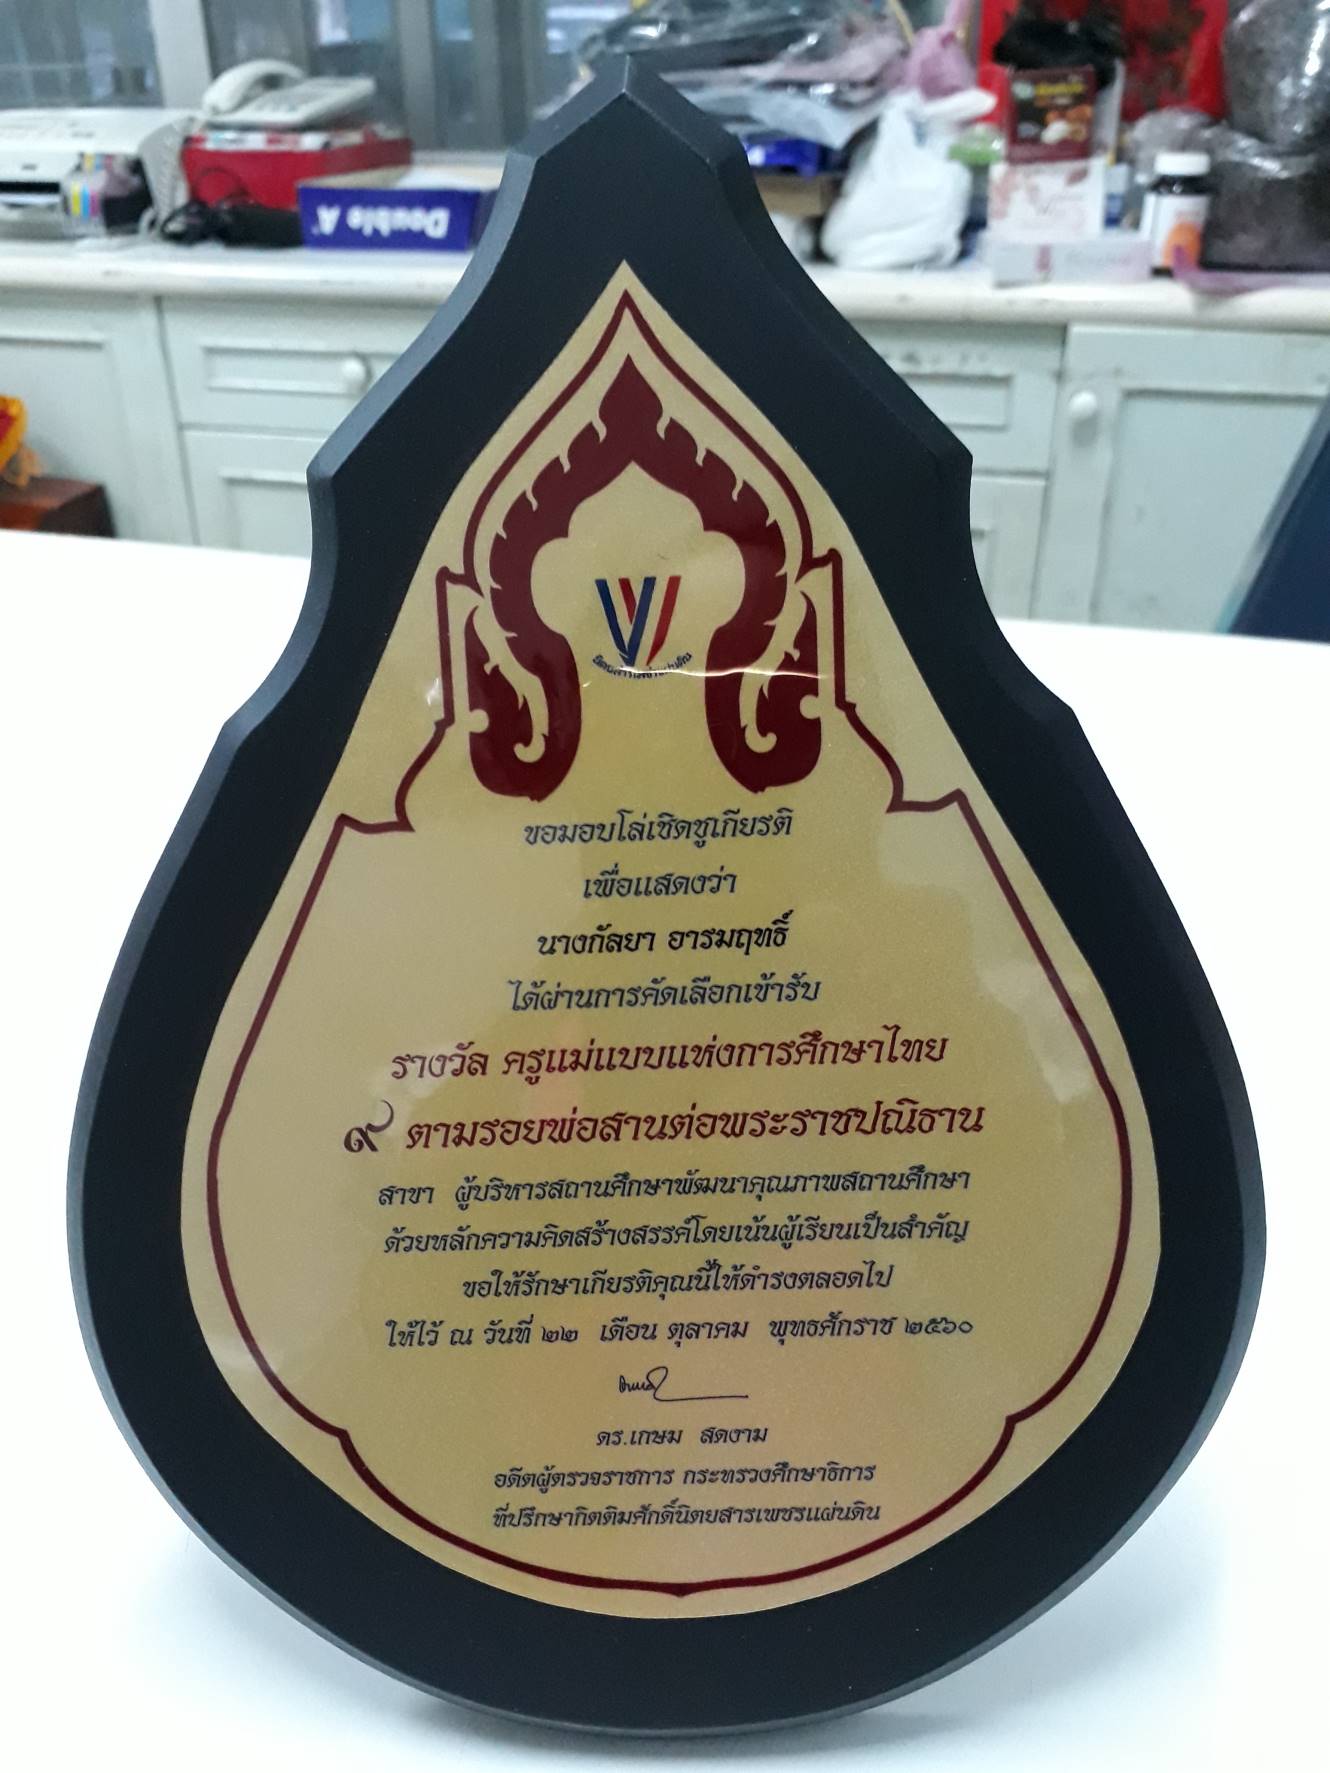 Double A
นิตยสารเพชรแผ่นดิน
ขอมอบโล่เชิดชูเกียรติ
เพื่อแสดงว่า
นางกัลยา อารมฤทธิ์
ได้ผ่านการคัดเลือกเข้ารับ
รางวัล ครูแม่แบบแห่งการศึกษาไทย
๙ ตามรอยพ่อสานต่อพระราชปณิธาน
สาขา ผู้บริหารสถานศึกษาพัฒนาคุณภาพสถานศึกษา
ด้วยหลักความคิดสร้างสรรค์โดยเน้นผู้เรียนเป็นสำคัญ
ขอให้รักษาเกียรติคุณนี้ให้ดำรงตลอดไป
ให้ไว้ ณ วันที่ ๒๒ เดือน ตุลาคม พุทธศักราช ๒๕๖๐
ดร.เกษม สดงาม
อดีตผู้ตรวจราชการ กระทรวงศึกษาธิการ
ที่ปรึกษากิตติมศักดิ์นิตยสารเพชรแผ่นดิน